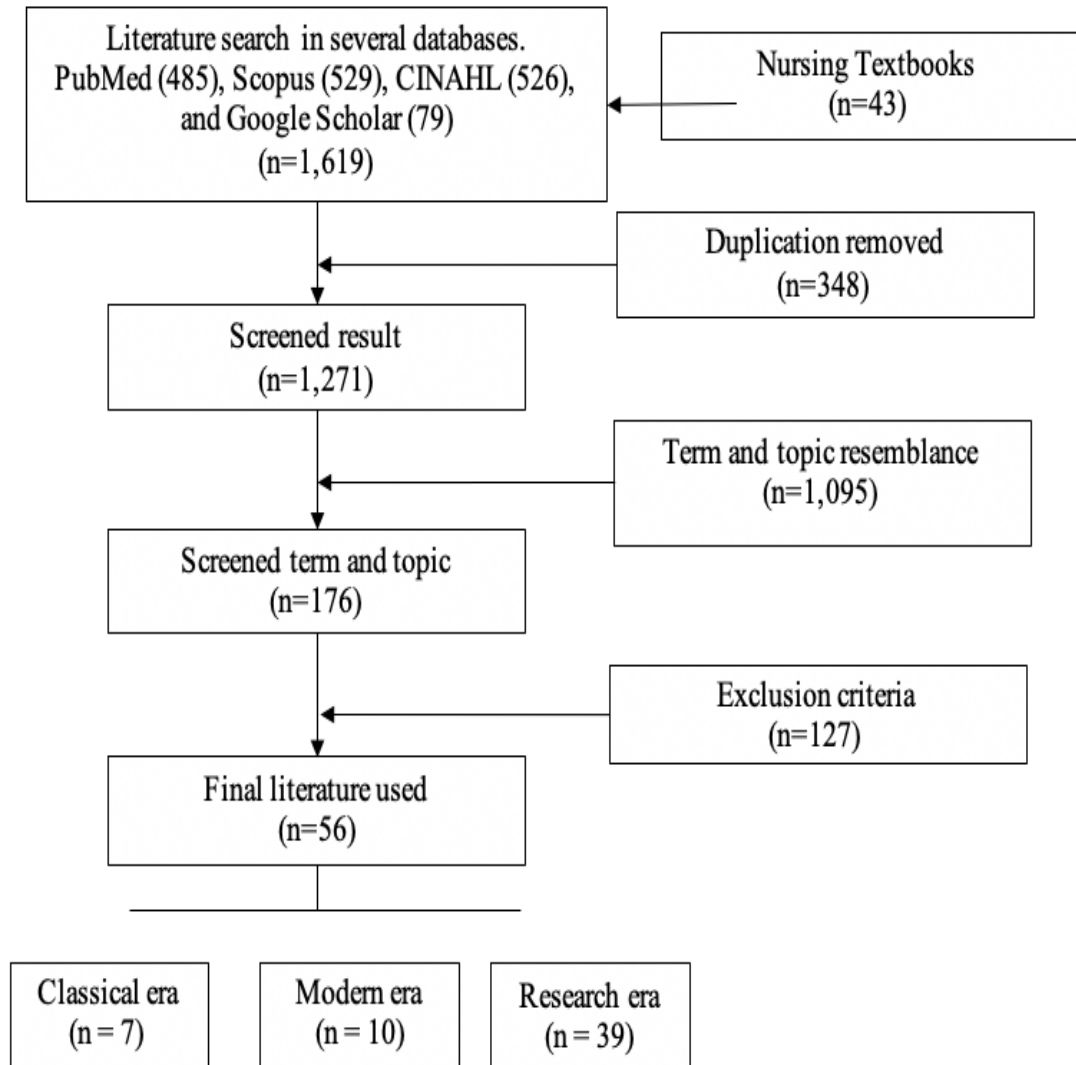 Literature search in several databases.
PubMed (485), Scopus (529), CINAHL (526),
and Google Scholar (79)
(n=1,619)
Nursing Textbooks
(n=43)
Duplication removed
(n=348)
Screened result
(n=1,271)
Term and topic resemblance
(n=1,095)
Screened term and topic
(n=176)
Exclusion criteria
(n=127)
Final literature used
(n=56)
Classical era
(n = 7)
Modern era
(n = 10)
Research era
(n = 39)